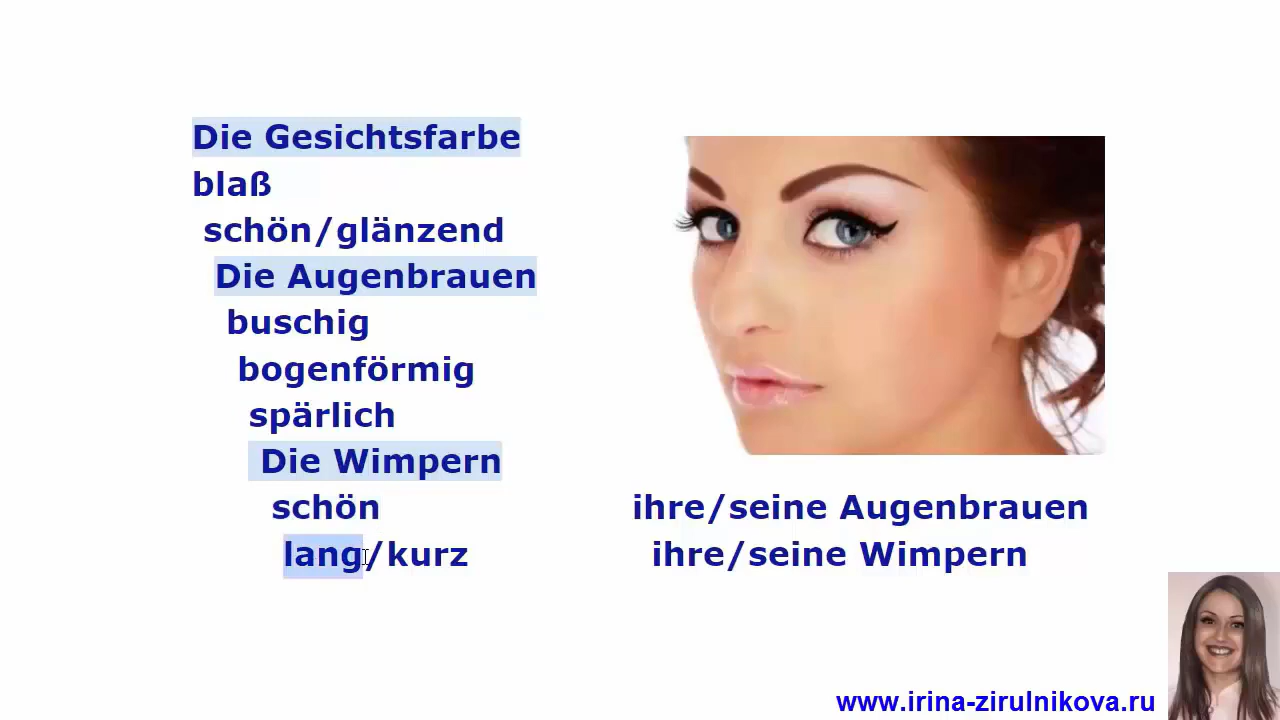 Die Gesichtsfarbe
blaß
schön/glänzend
Die Augenbrauen
buschig
bogenförmig
spärlich
Die Wimpern
schön
lang/kurz
ihre/seine Augenbrauen
ihre/seine Wimpern
www.irina-zirulnikova.ru